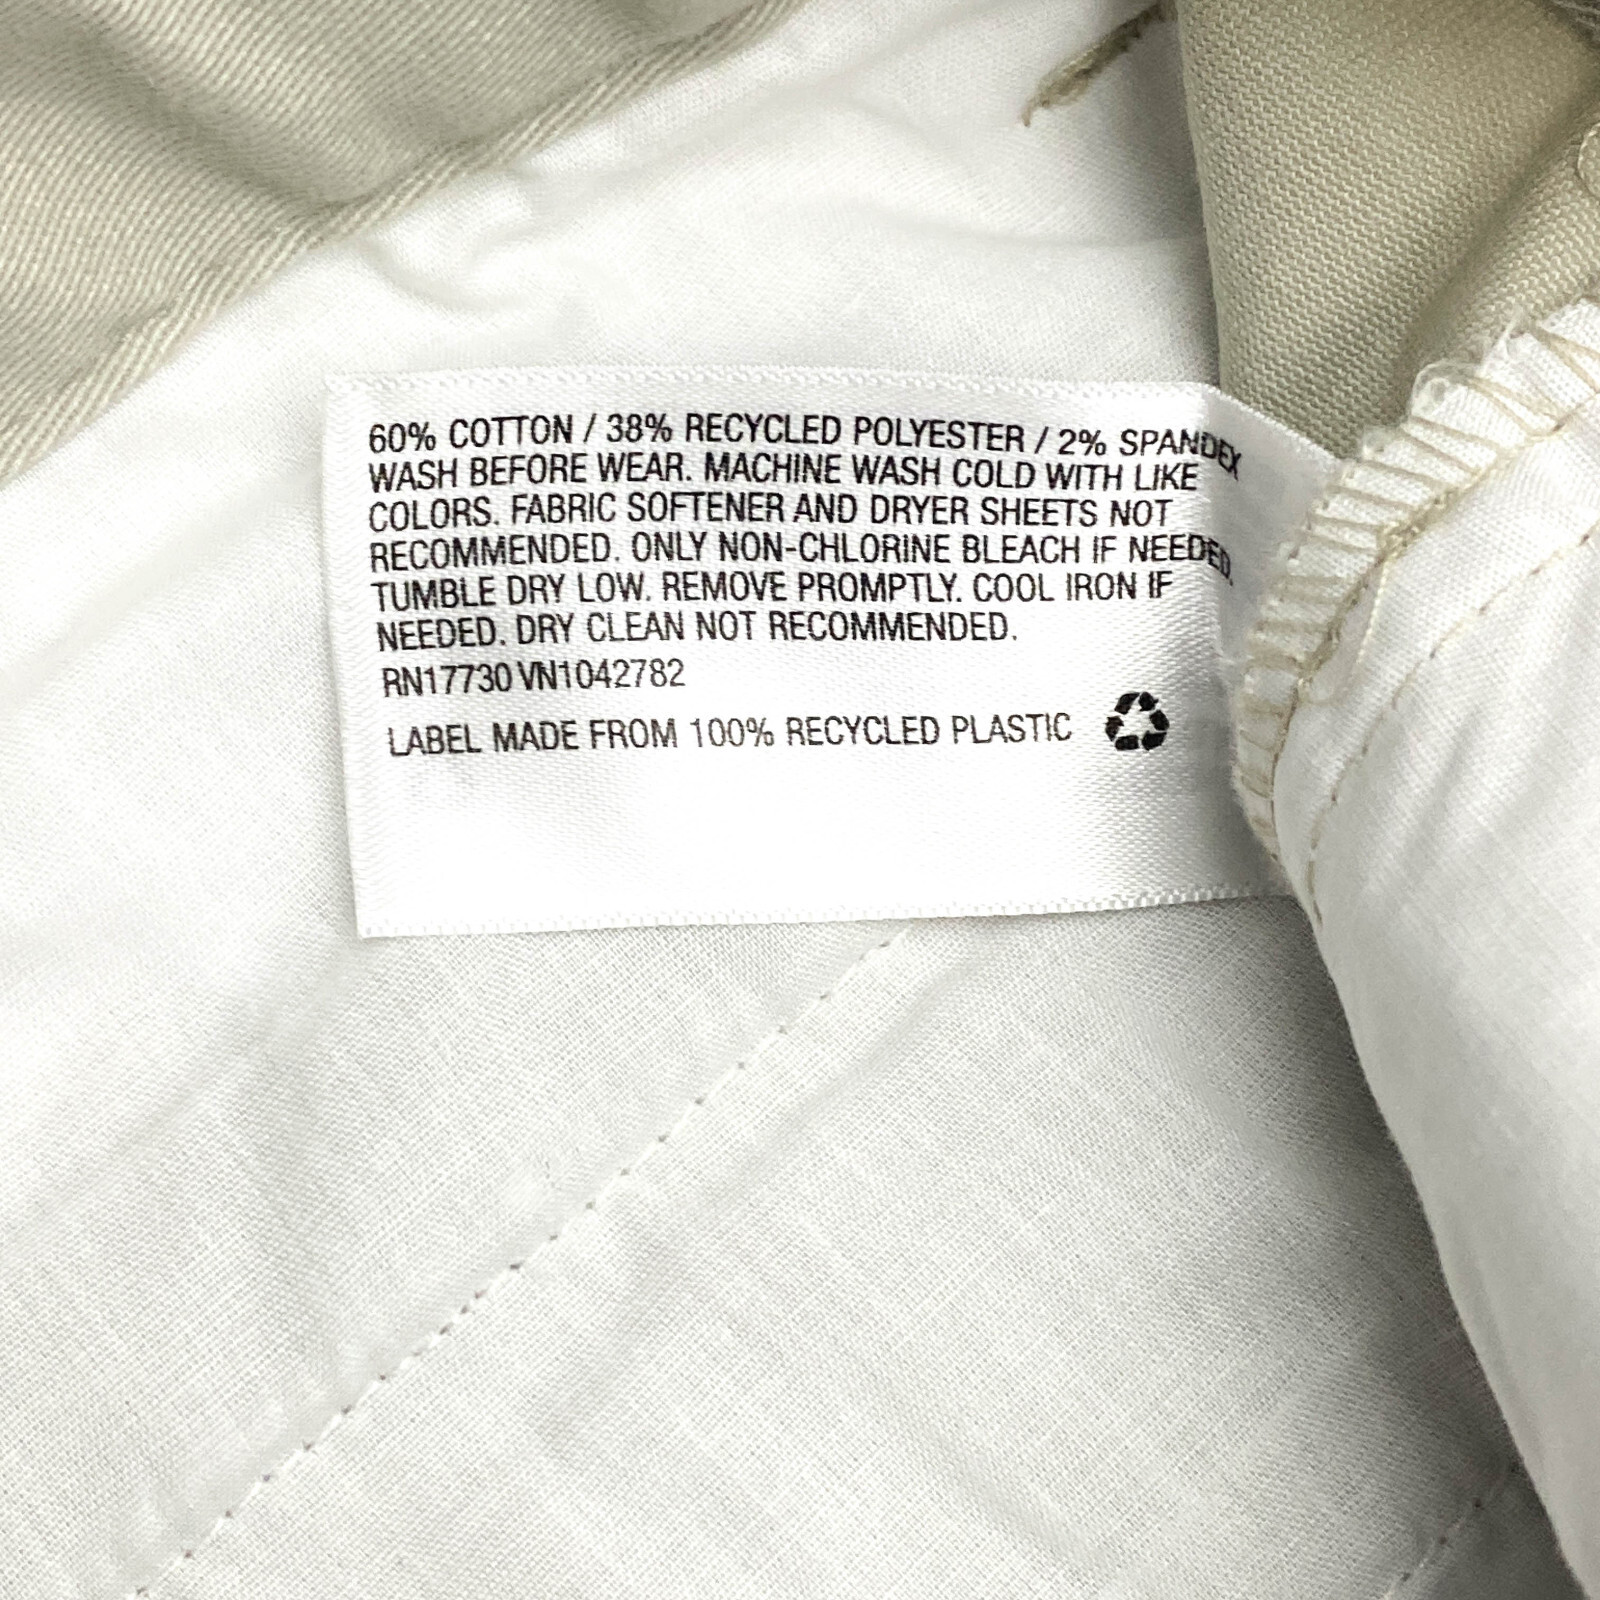 60% COTTON / 38% RECYCLED POLYESTER / 2% SPANDEX
WASH BEFORE WEAR. MACHINE WASH COLD WITH LIKE
COLORS. FABRIC SOFTENER AND DRYER SHEETS NOT
RECOMMENDED. ONLY NON-CHLORINE BLEACH IF NEEDED.
TUMBLE DRY LOW. REMOVE PROMPTLY. COOL IRON IF
NEEDED. DRY CLEAN NOT RECOMMENDED.
RN17730 VN1042782
LABEL MADE FROM 100% RECYCLED PLASTIC